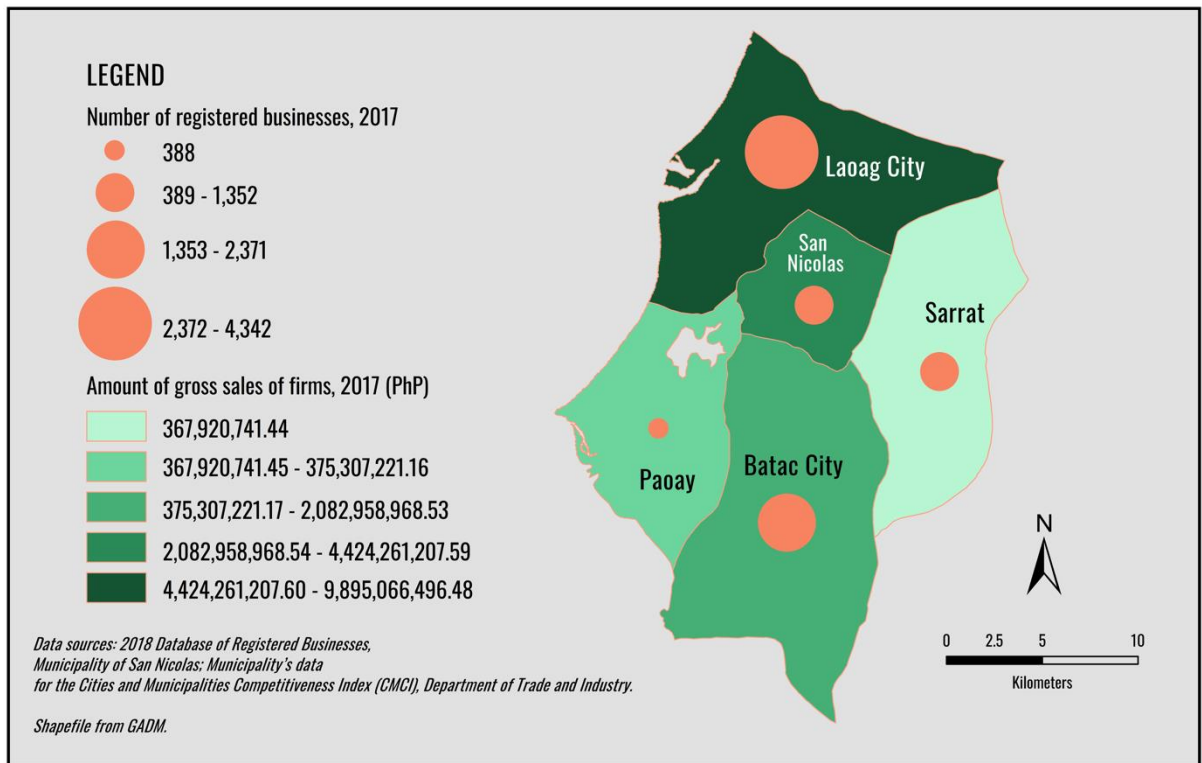 LEGEND
Number of registered businesses, 2017
388
389 - 1,352
1,353 - 2,371
2,372 - 4,342
Amount of gross sales of firms, 2017 (PhP)
367,920,741.44
367,920,741.45 - 375,307,221.16
375,307,221.17 - 2,082,958,968.53
2,082,958,968.54 - 4,424,261,207.59
4,424,261,207.60 - 9,895,066,496.48
Data sources: 2018 Database of Registered Businesses,
Municipality of San Nicolas; Municipality's data
for the Cities and Municipalities Competitiveness Index (CMCI), Department of Trade and Industry.
Shapefile from GADM.
Laoag City
San
Nicolas
Sarrat
Paoay
Batac City
N
0 2.5 5 10
Kilometers